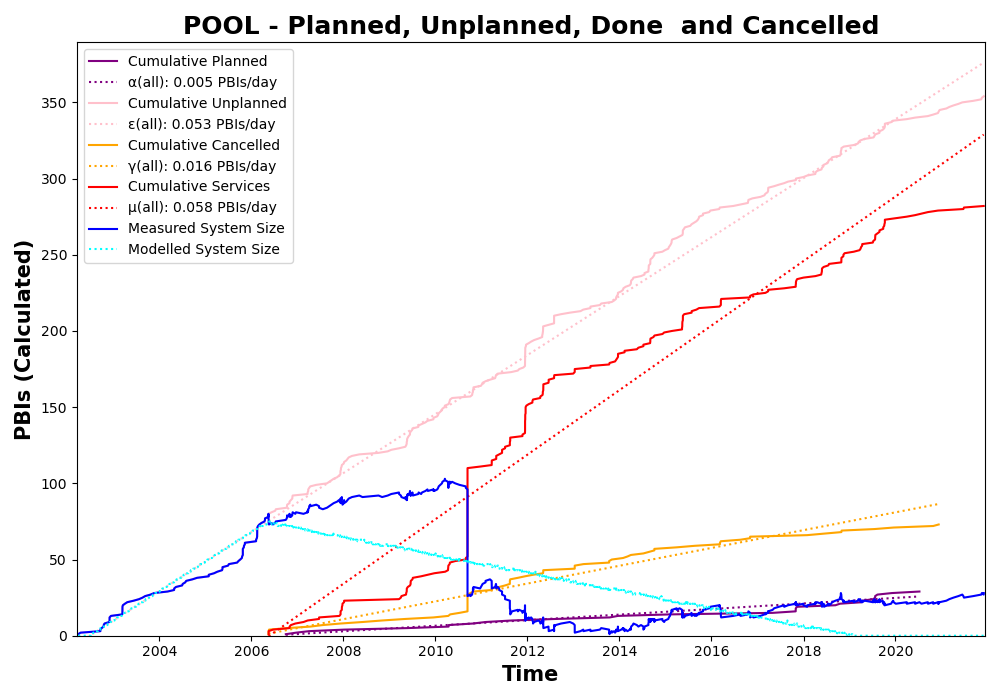 POOL - Planned, Unplanned, Done  and Cancelled
PBIs (Calculated)
350
300
250
200
150
100
50
0
Cumulative Planned
α(all): 0.005 PBIs/day
Cumulative Unplanned
ε(all): 0.053 PBIs/day
Cumulative Cancelled
γ(all): 0.016 PBIs/day
Cumulative Services
μ(all): 0.058 PBIs/day
Measured System Size
Modelled System Size
2004 2006 2008 2010 2012 2014 2016 2018 2020
Time